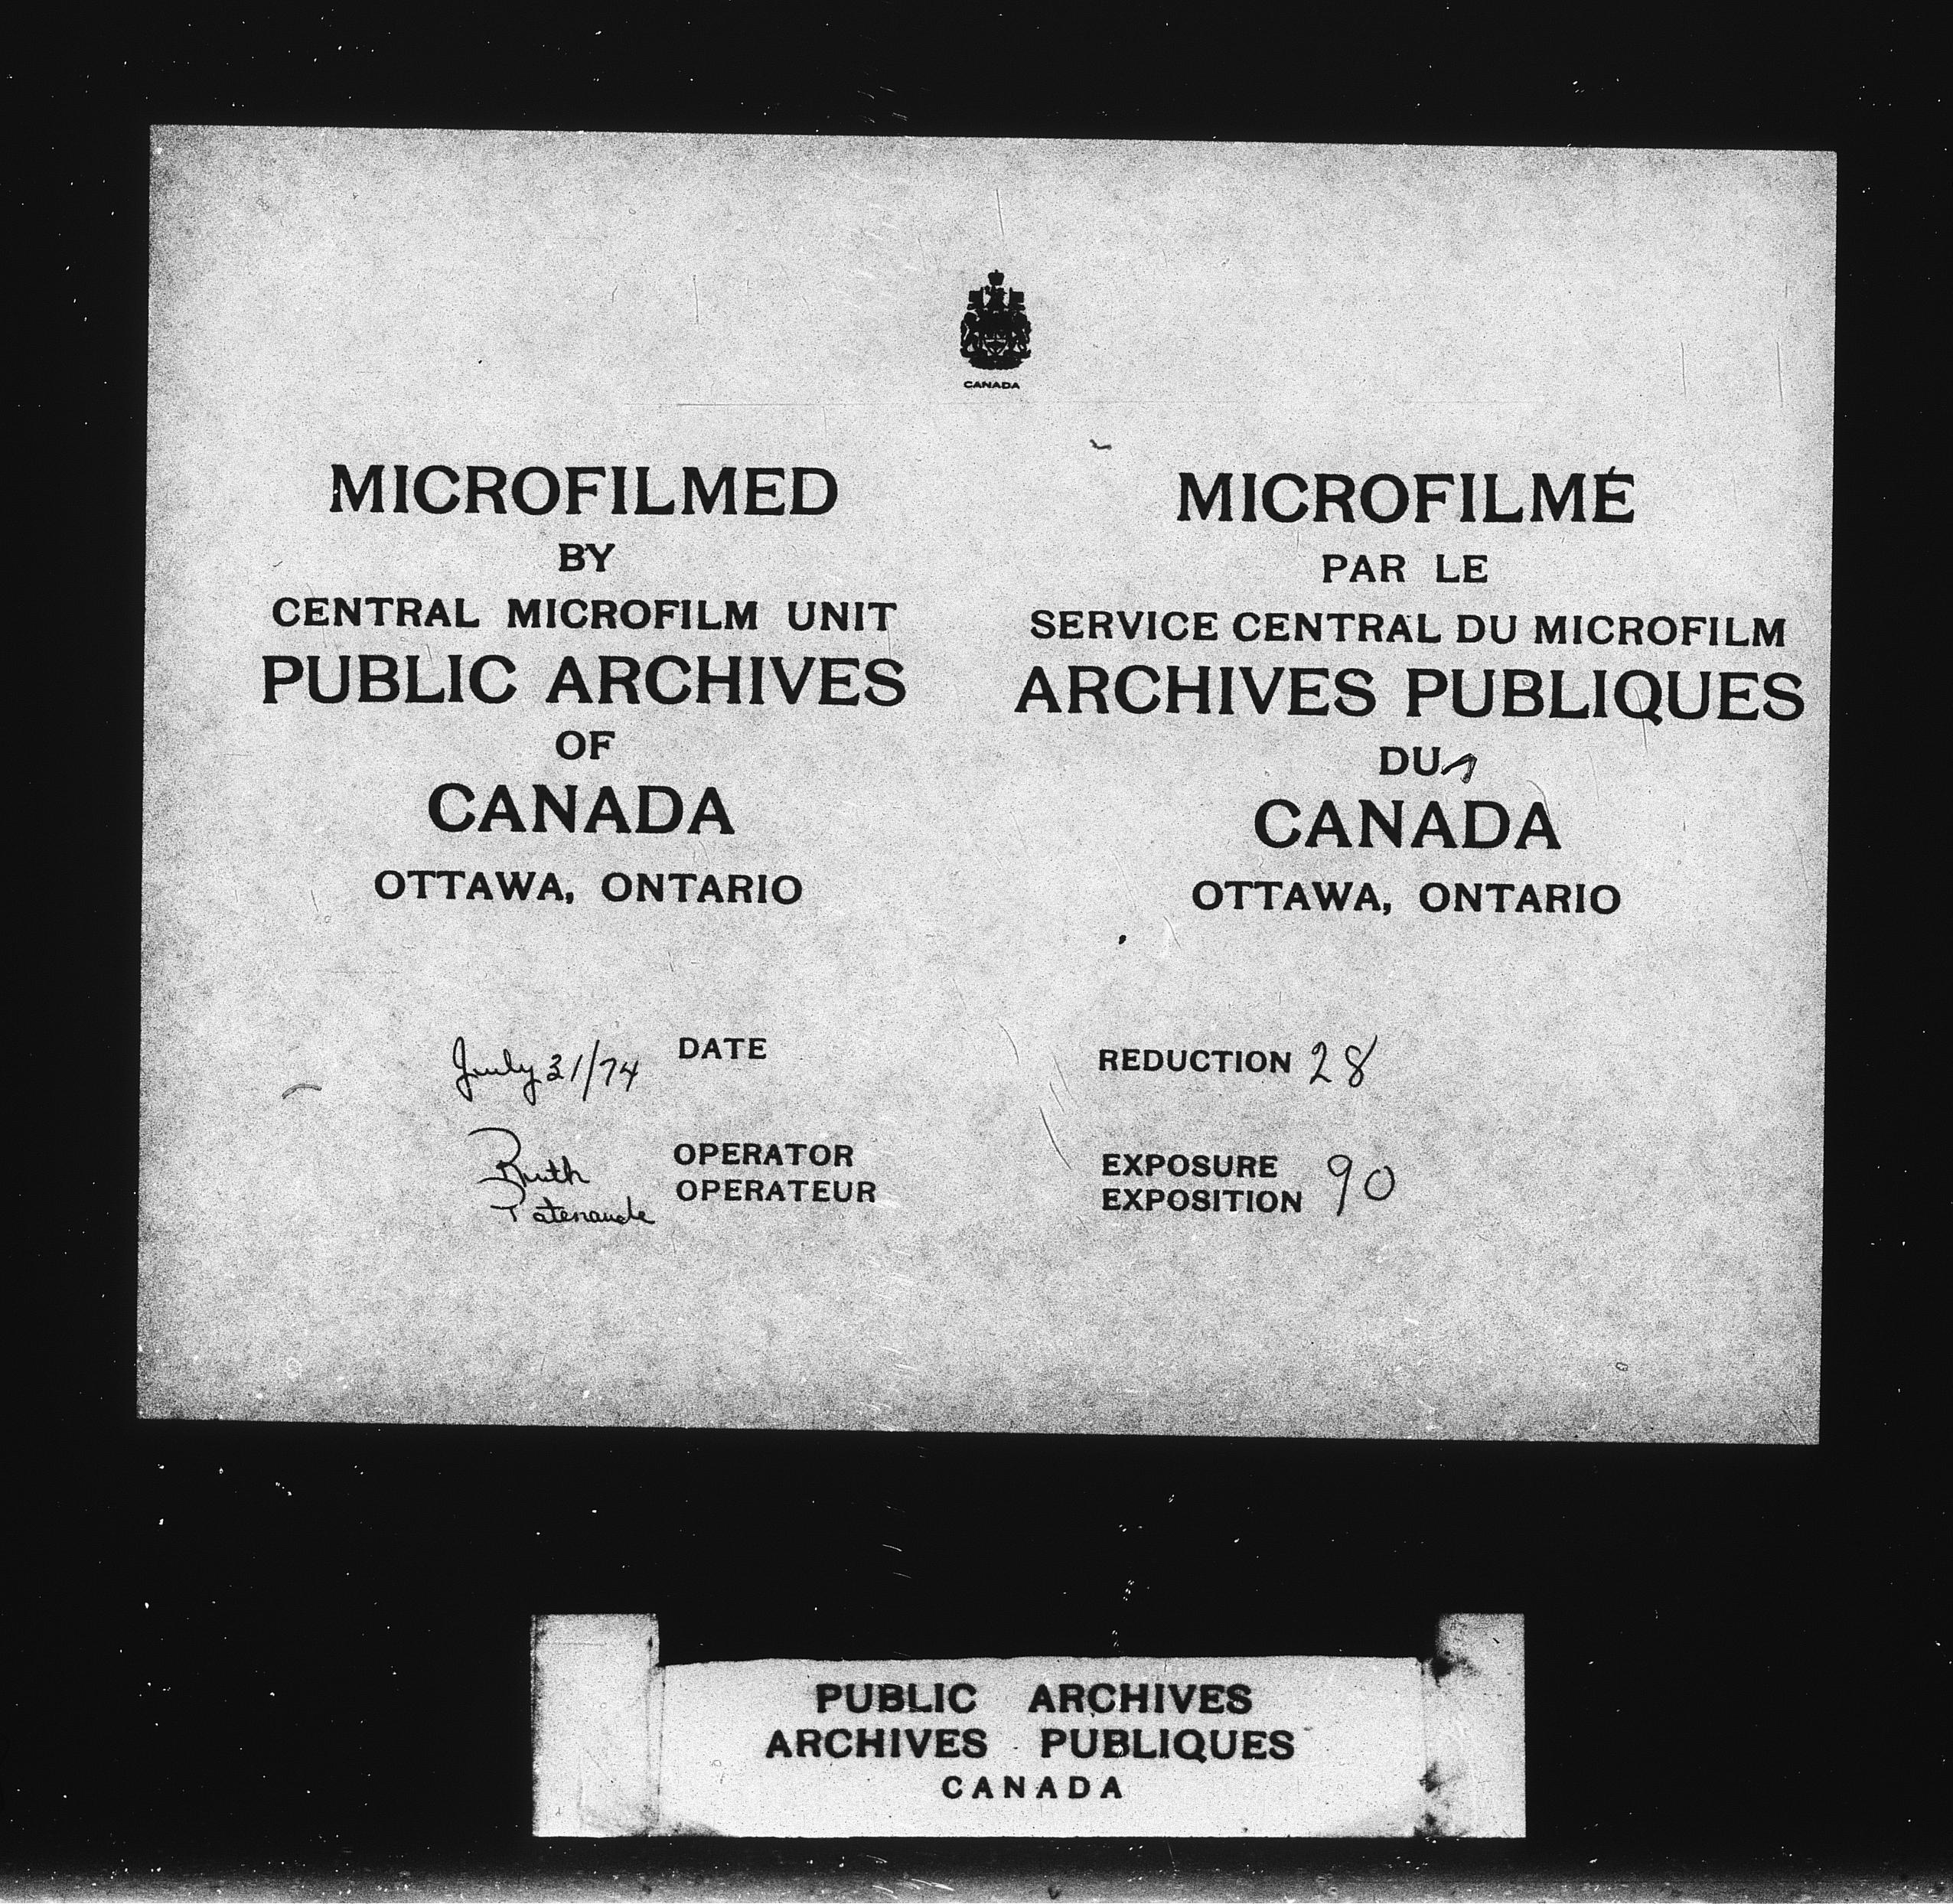 CANADA
MICROFILMED
BY
CENTRAL MICROFILM UNIT
PUBLIC ARCHIVES
OF
CANADA
OTTAWA, ONTARIO
MICROFILMÉ
PAR LE
SERVICE CENTRAL DU MICROFILM
ARCHIVES PUBLIQUES
DU
CANADA
OTTAWA, ONTARIO
July 31/74 DATE
Ruth OPERATOR
Patenaude OPERATEUR
REDUCTION 28
EXPOSURE 90
EXPOSITION
PUBLIC ARCHIVES
ARCHIVES PUBLIQUES
CANADA